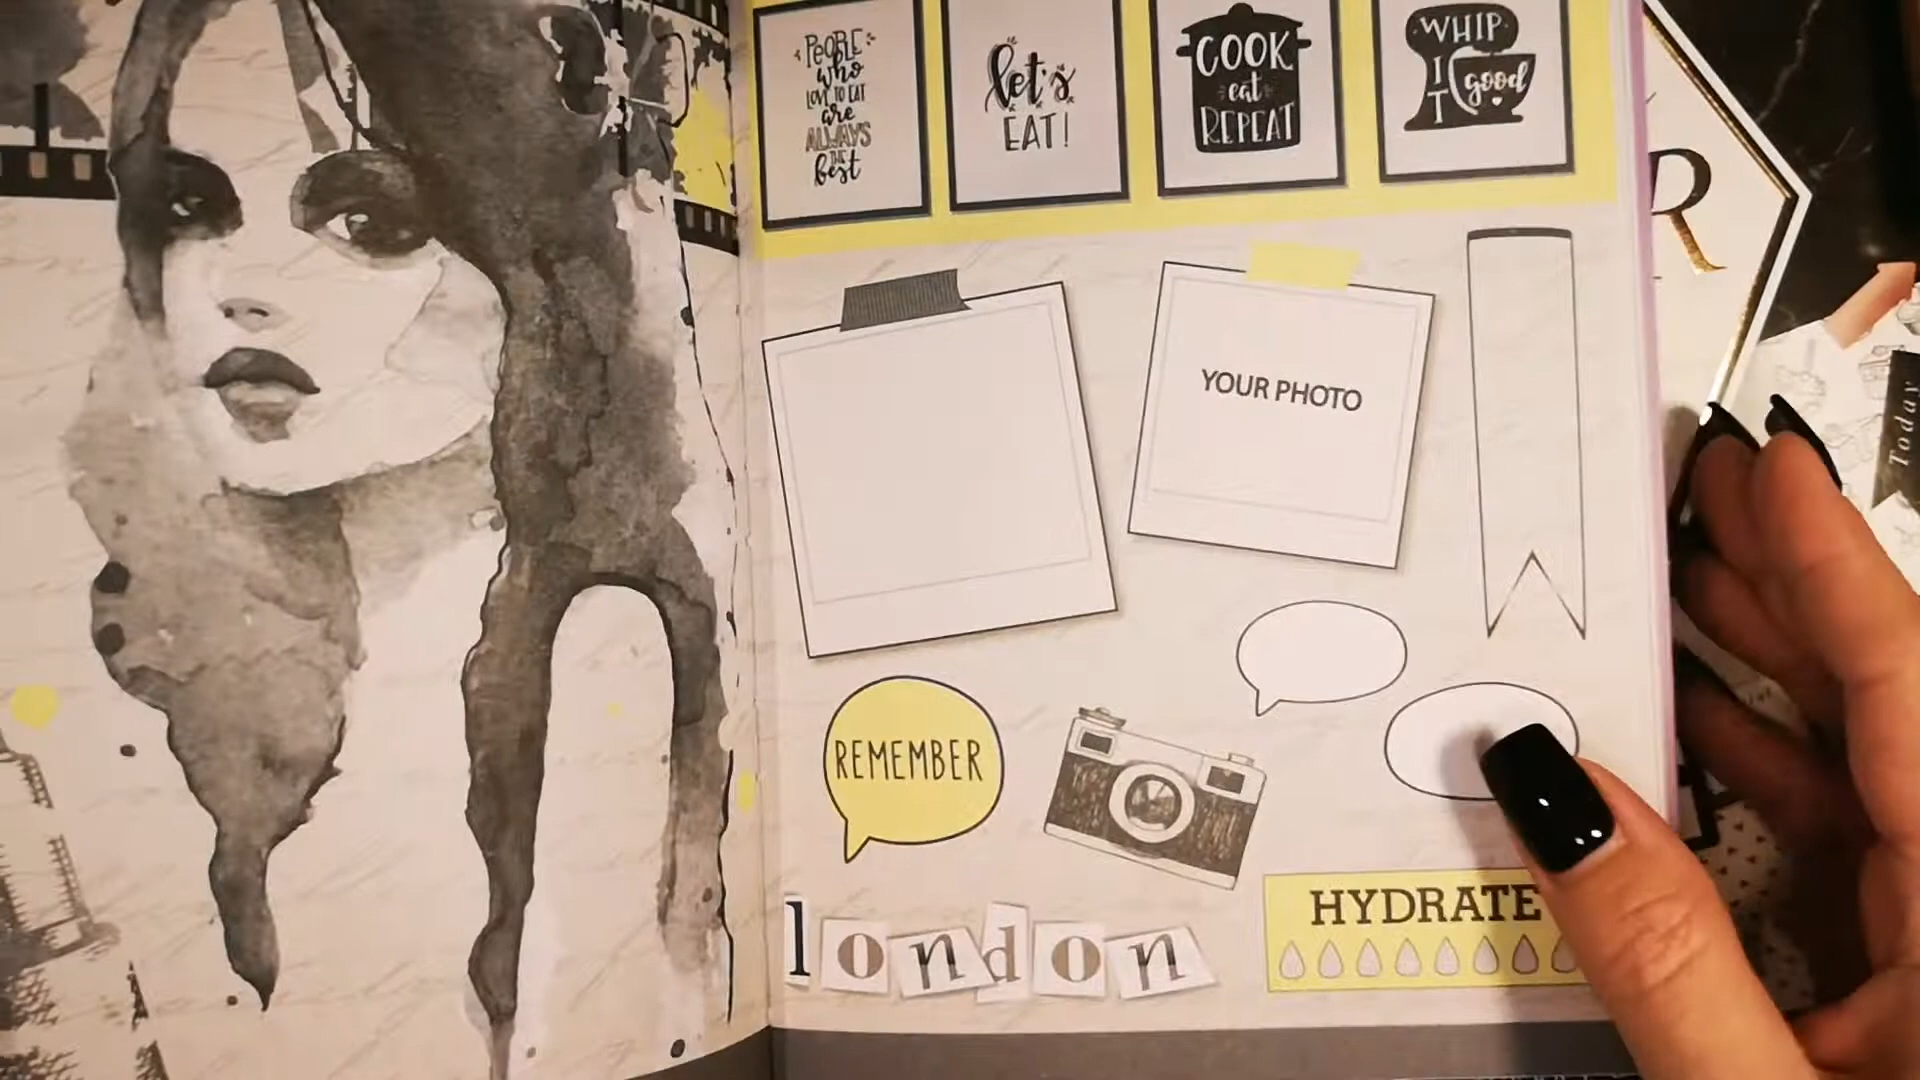 PEOPLE
who
LOVE TO EAT
are
ALWAYS
THE
best
let's
EAT!
COOK
eat
REPEAT
WHIP
IT
good
R
YOUR PHOTO
Today
REMEMBER
london
HYDRATE